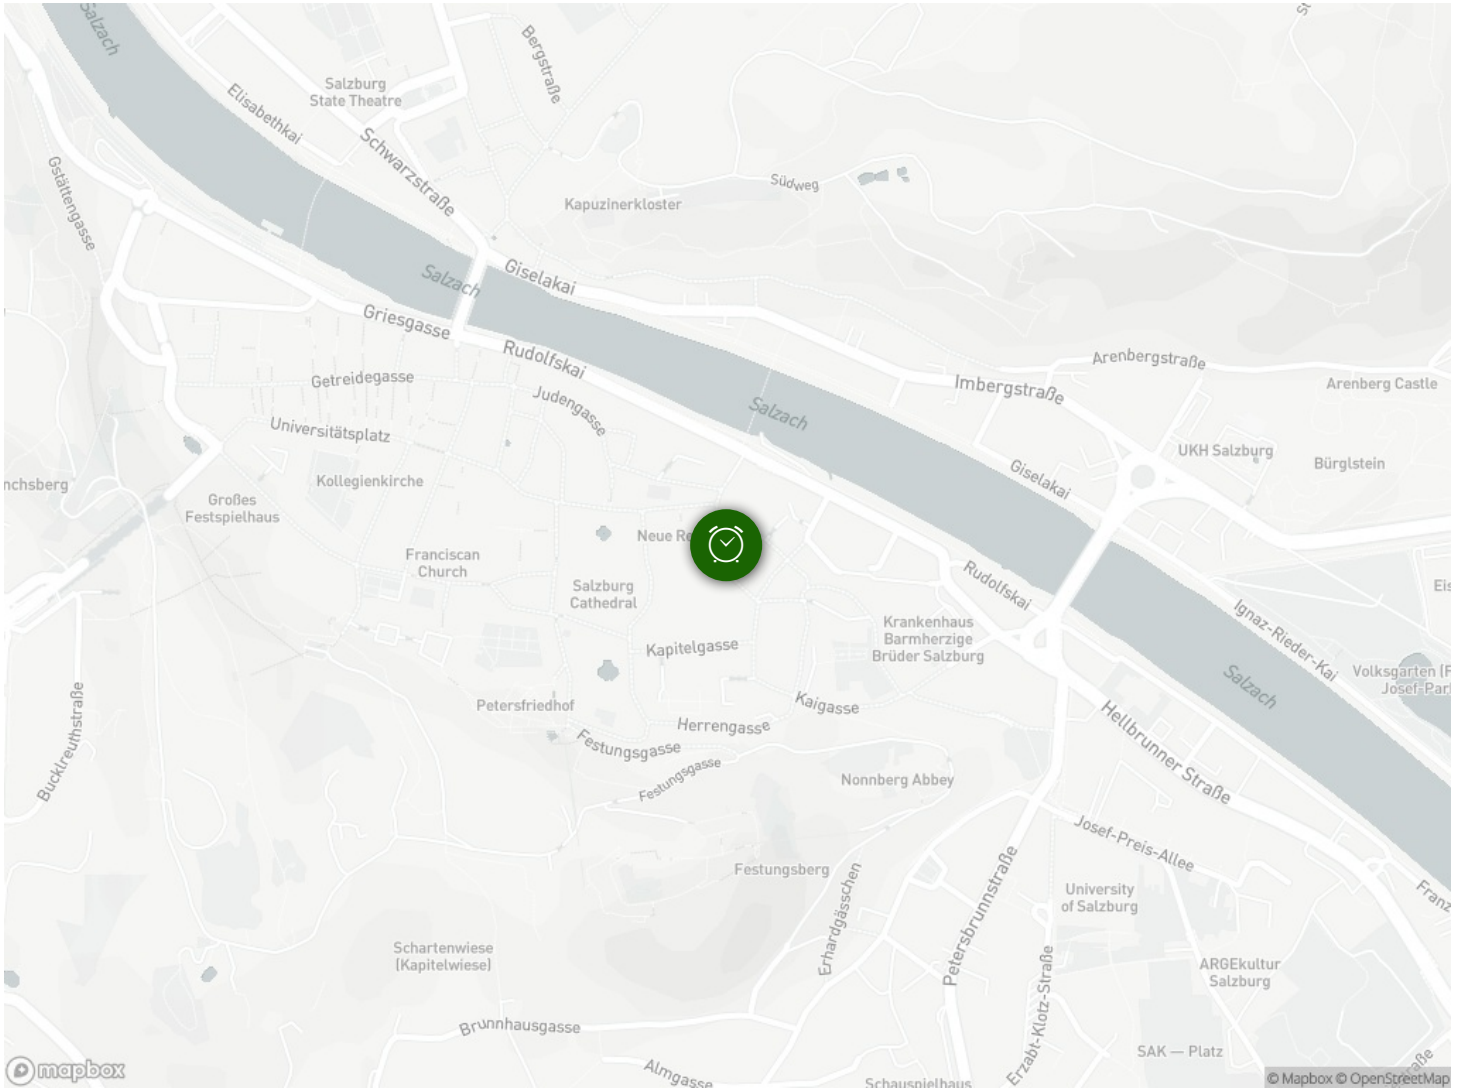 Salzach
Salzburg
State Theatre
Bergstraße
Elisabethkai
Schwarzstraße
Gstättengasse
Südweg
Kapuzinerkloster
Salzach
Giselakai
Griesgasse
Rudolfskai
Arenbergstraße
Getreidegasse
Imbergstraße
Arenberg Castle
Judengasse
Salzach
Universitätsplatz
UKH Salzburg
Bürglstein
Kollegienkirche
Giselakai
nchsberg
Großes
Festspielhaus
Neue Re
Franciscan
Church
Salzburg
Cathedral
Rudolfskai
Eis
Ignaz-Rieder-Kai
Krankenhaus
Barmherzige
Brüder Salzburg
Kapitelgasse
Volksgarten (F
Josef-Par
Salzach
Petersfriedhof
Kaigasse
Herrengasse
Hellbrunner Straße
Bucklreuthstraße
Festungsgasse
Festungsgasse
Nonnberg Abbey
Josef-Preis-Allee
Festungsberg
University
of Salzburg
Franz
Erhardgässchen
Petersbrunnstraße
Schartenwiese
(Kapitelwiese)
ARGEkultur
Salzburg
Brunnhausgasse
Erzabt-Klotz-Straße
SAK — Platz
Almgasse
Schauspielhaus
raße
mapbox
© Mapbox © OpenStreetMap